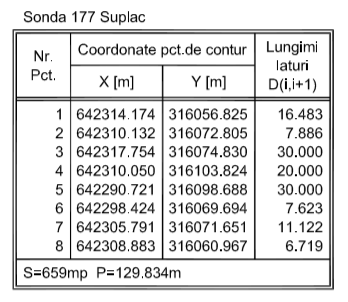 Sonda 177 Suplac
Nr. Pct. Coordonate pct.de contur Lungimi laturi D(i,i+1)
X [m] Y [m]
1 642314.174 316056.825 16.483
2 642310.132 316072.805 7.886
3 642317.754 316074.830 30.000
4 642310.050 316103.824 20.000
5 642290.721 316098.688 30.000
6 642298.424 316069.694 7.623
7 642305.791 316071.651 11.122
8 642308.883 316060.967 6.719
S=659mp P=129.834m